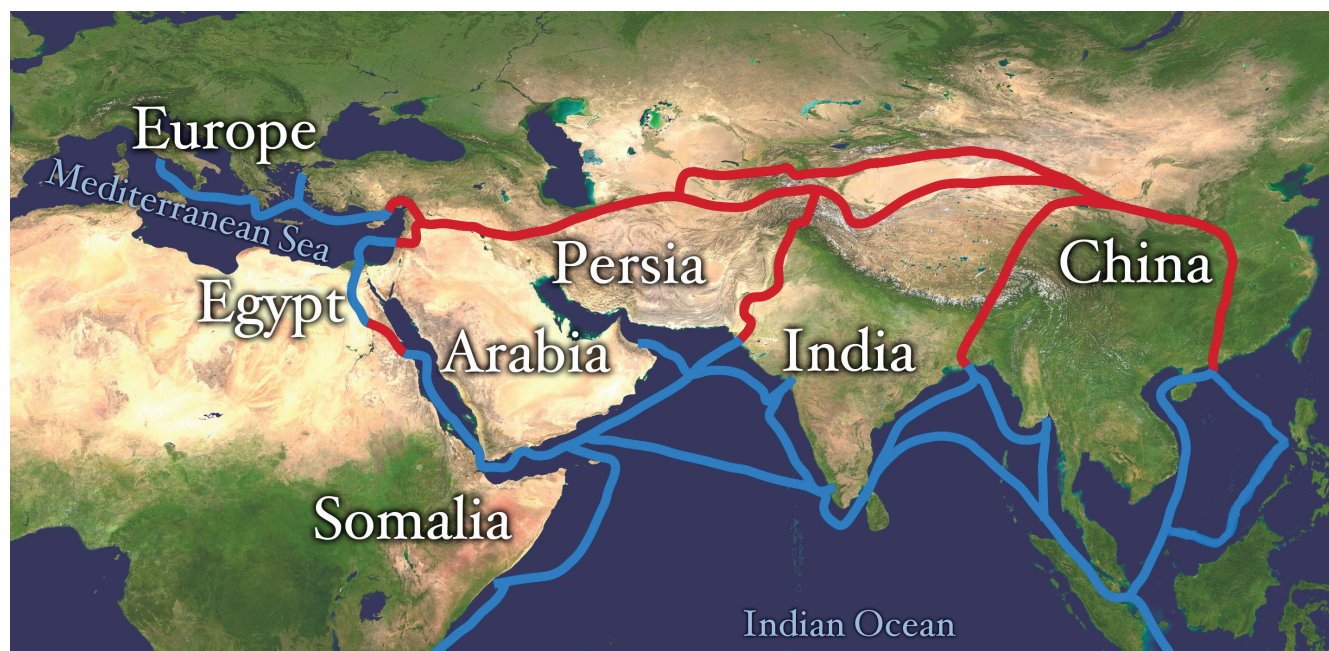 Europe
Mediterranean Sea
Persia
China
Egypt
Arabia
India
Somalia
Indian Ocean